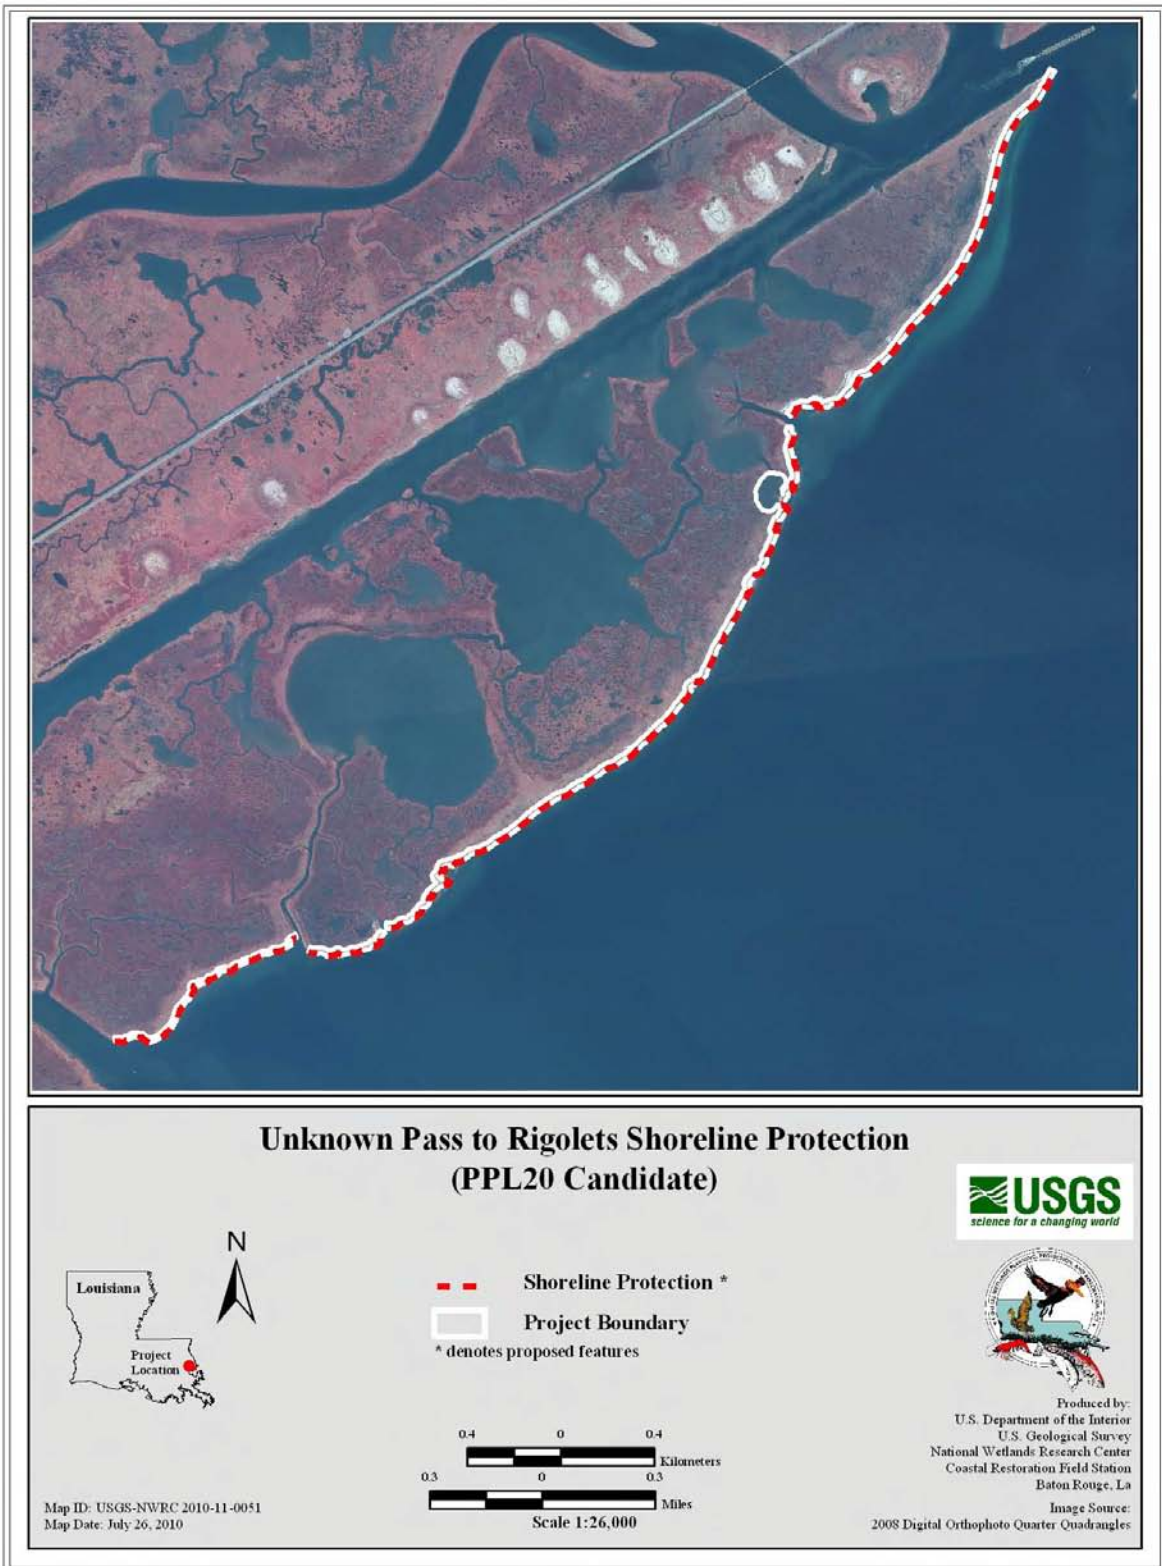 Unknown Pass to Rigolets Shoreline Protection
(PPL20 Candidate)
USGS
science for a changing world
N
Louisiana
Project
Location
Shoreline Protection *
Project Boundary
* denotes proposed features
0.4 0 0.4
Kilometers
0.3 0 0.3
Miles
Scale 1:26,000
Map ID: USGS-NWRC 2010-11-0051
Map Date: July 26, 2010
Produced by:
U.S. Department of the Interior
U.S. Geological Survey
National Wetlands Research Center
Coastal Restoration Field Station
Baton Rouge, La
Image Source:
2008 Digital Orthophoto Quarter Quadrangles